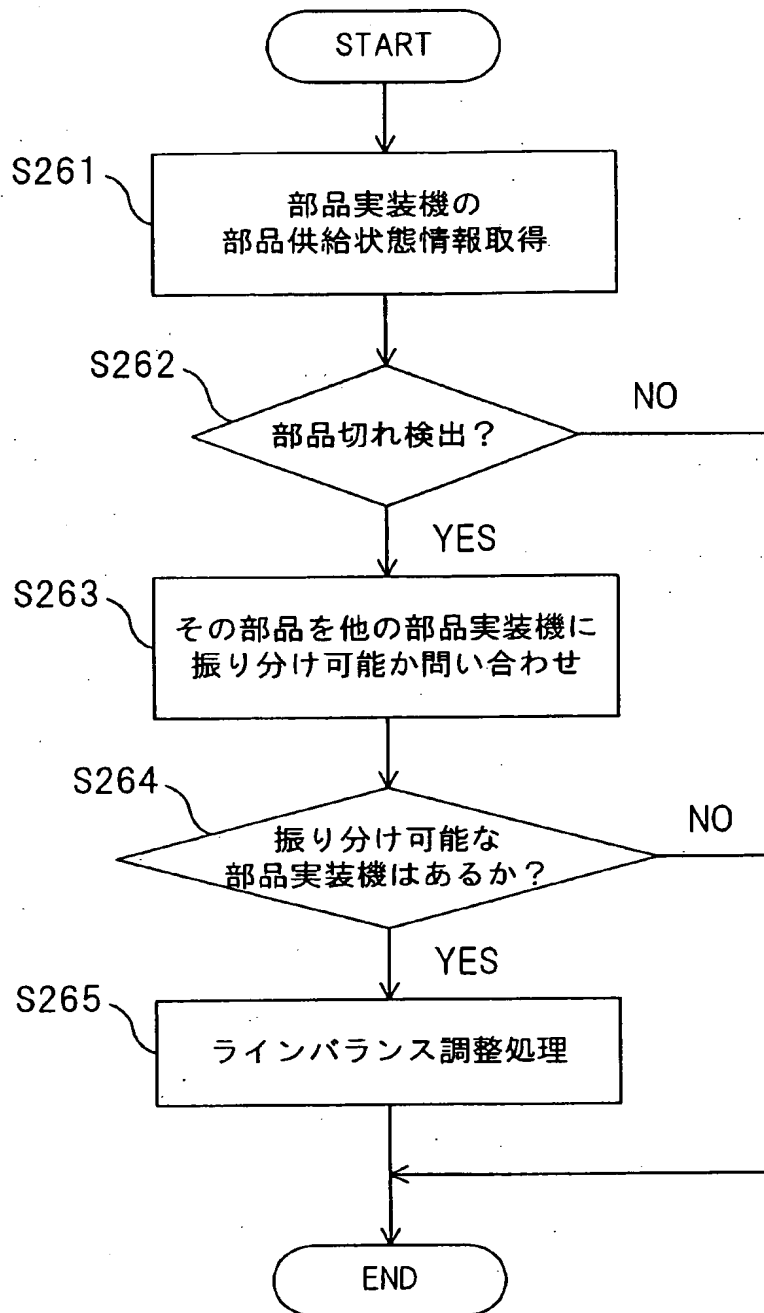 START
S261
部品実装機の
部品供給状態情報取得
S262
部品切れ検出?
NO
YES
S263
その部品を他の部品実装機に
振り分け可能か問い合わせ
S264
振り分け可能な
部品実装機はあるか?
NO
YES
S265
ラインバランス調整処理
END